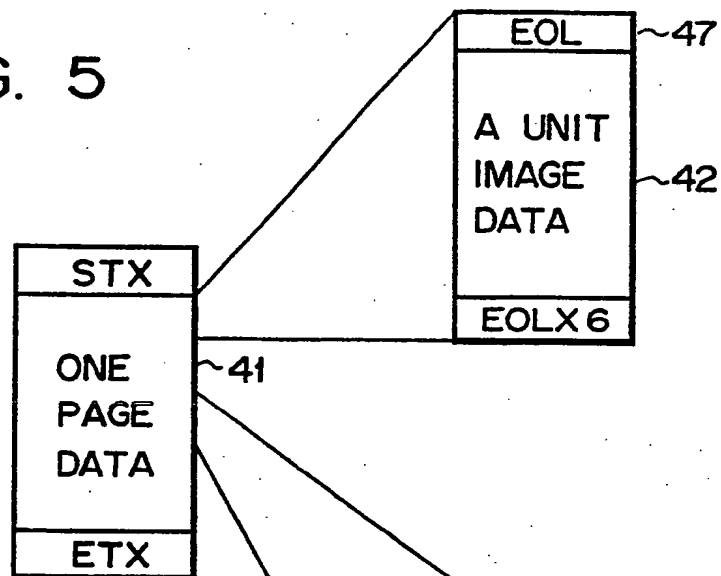 G. 5
EOL
47
A UNIT
IMAGE
DATA
42
EOLX6
STX
ONE
PAGE
DATA
41
ETX